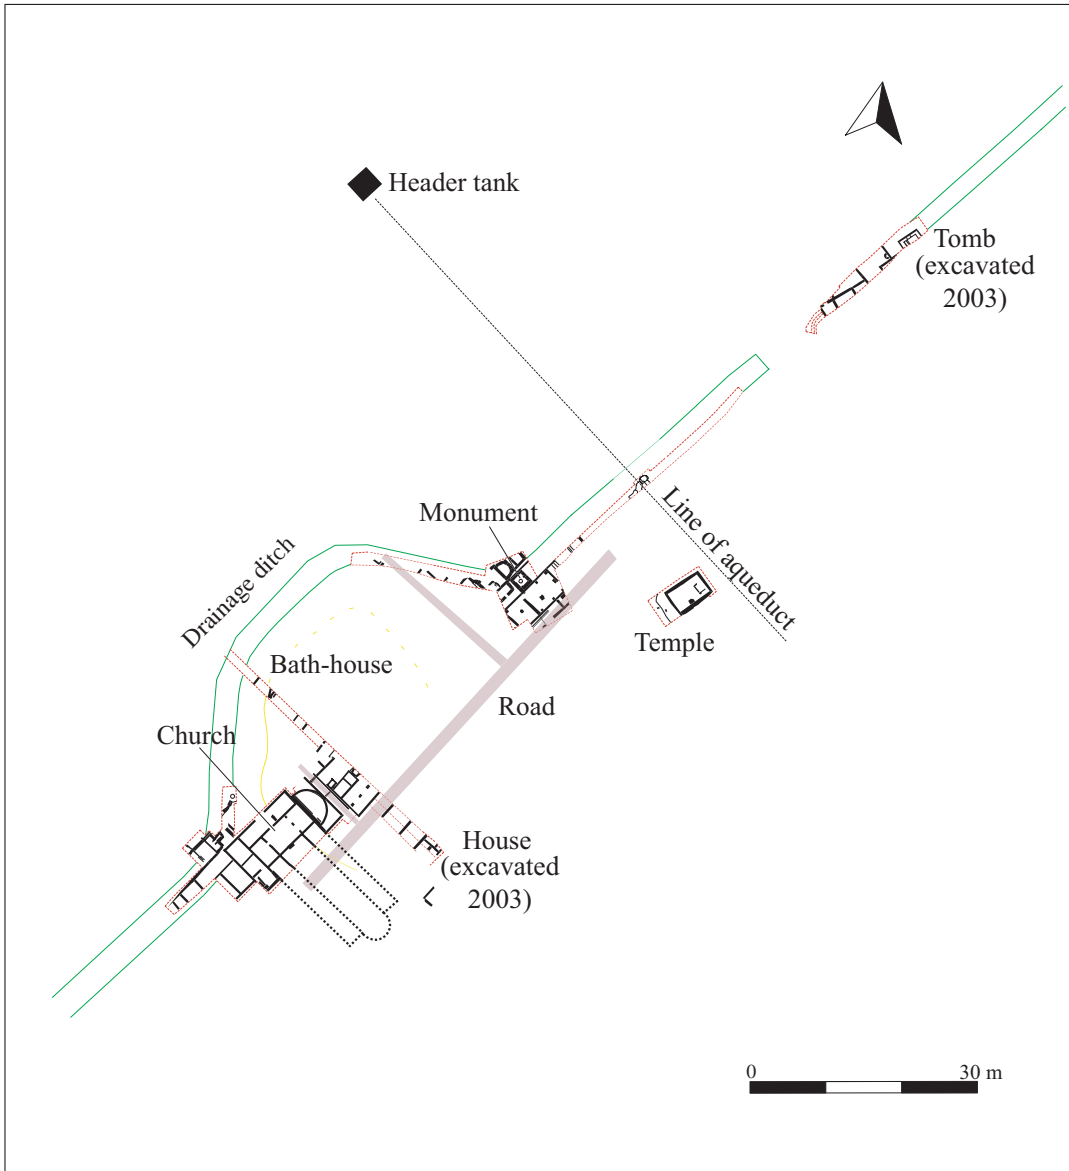 Header tank
Tomb
(excavated
2003)
Line of aqueduct
Monument
Drainage ditch
Temple
Bath-house
Road
Church
House
(excavated
2003)
0 30 m